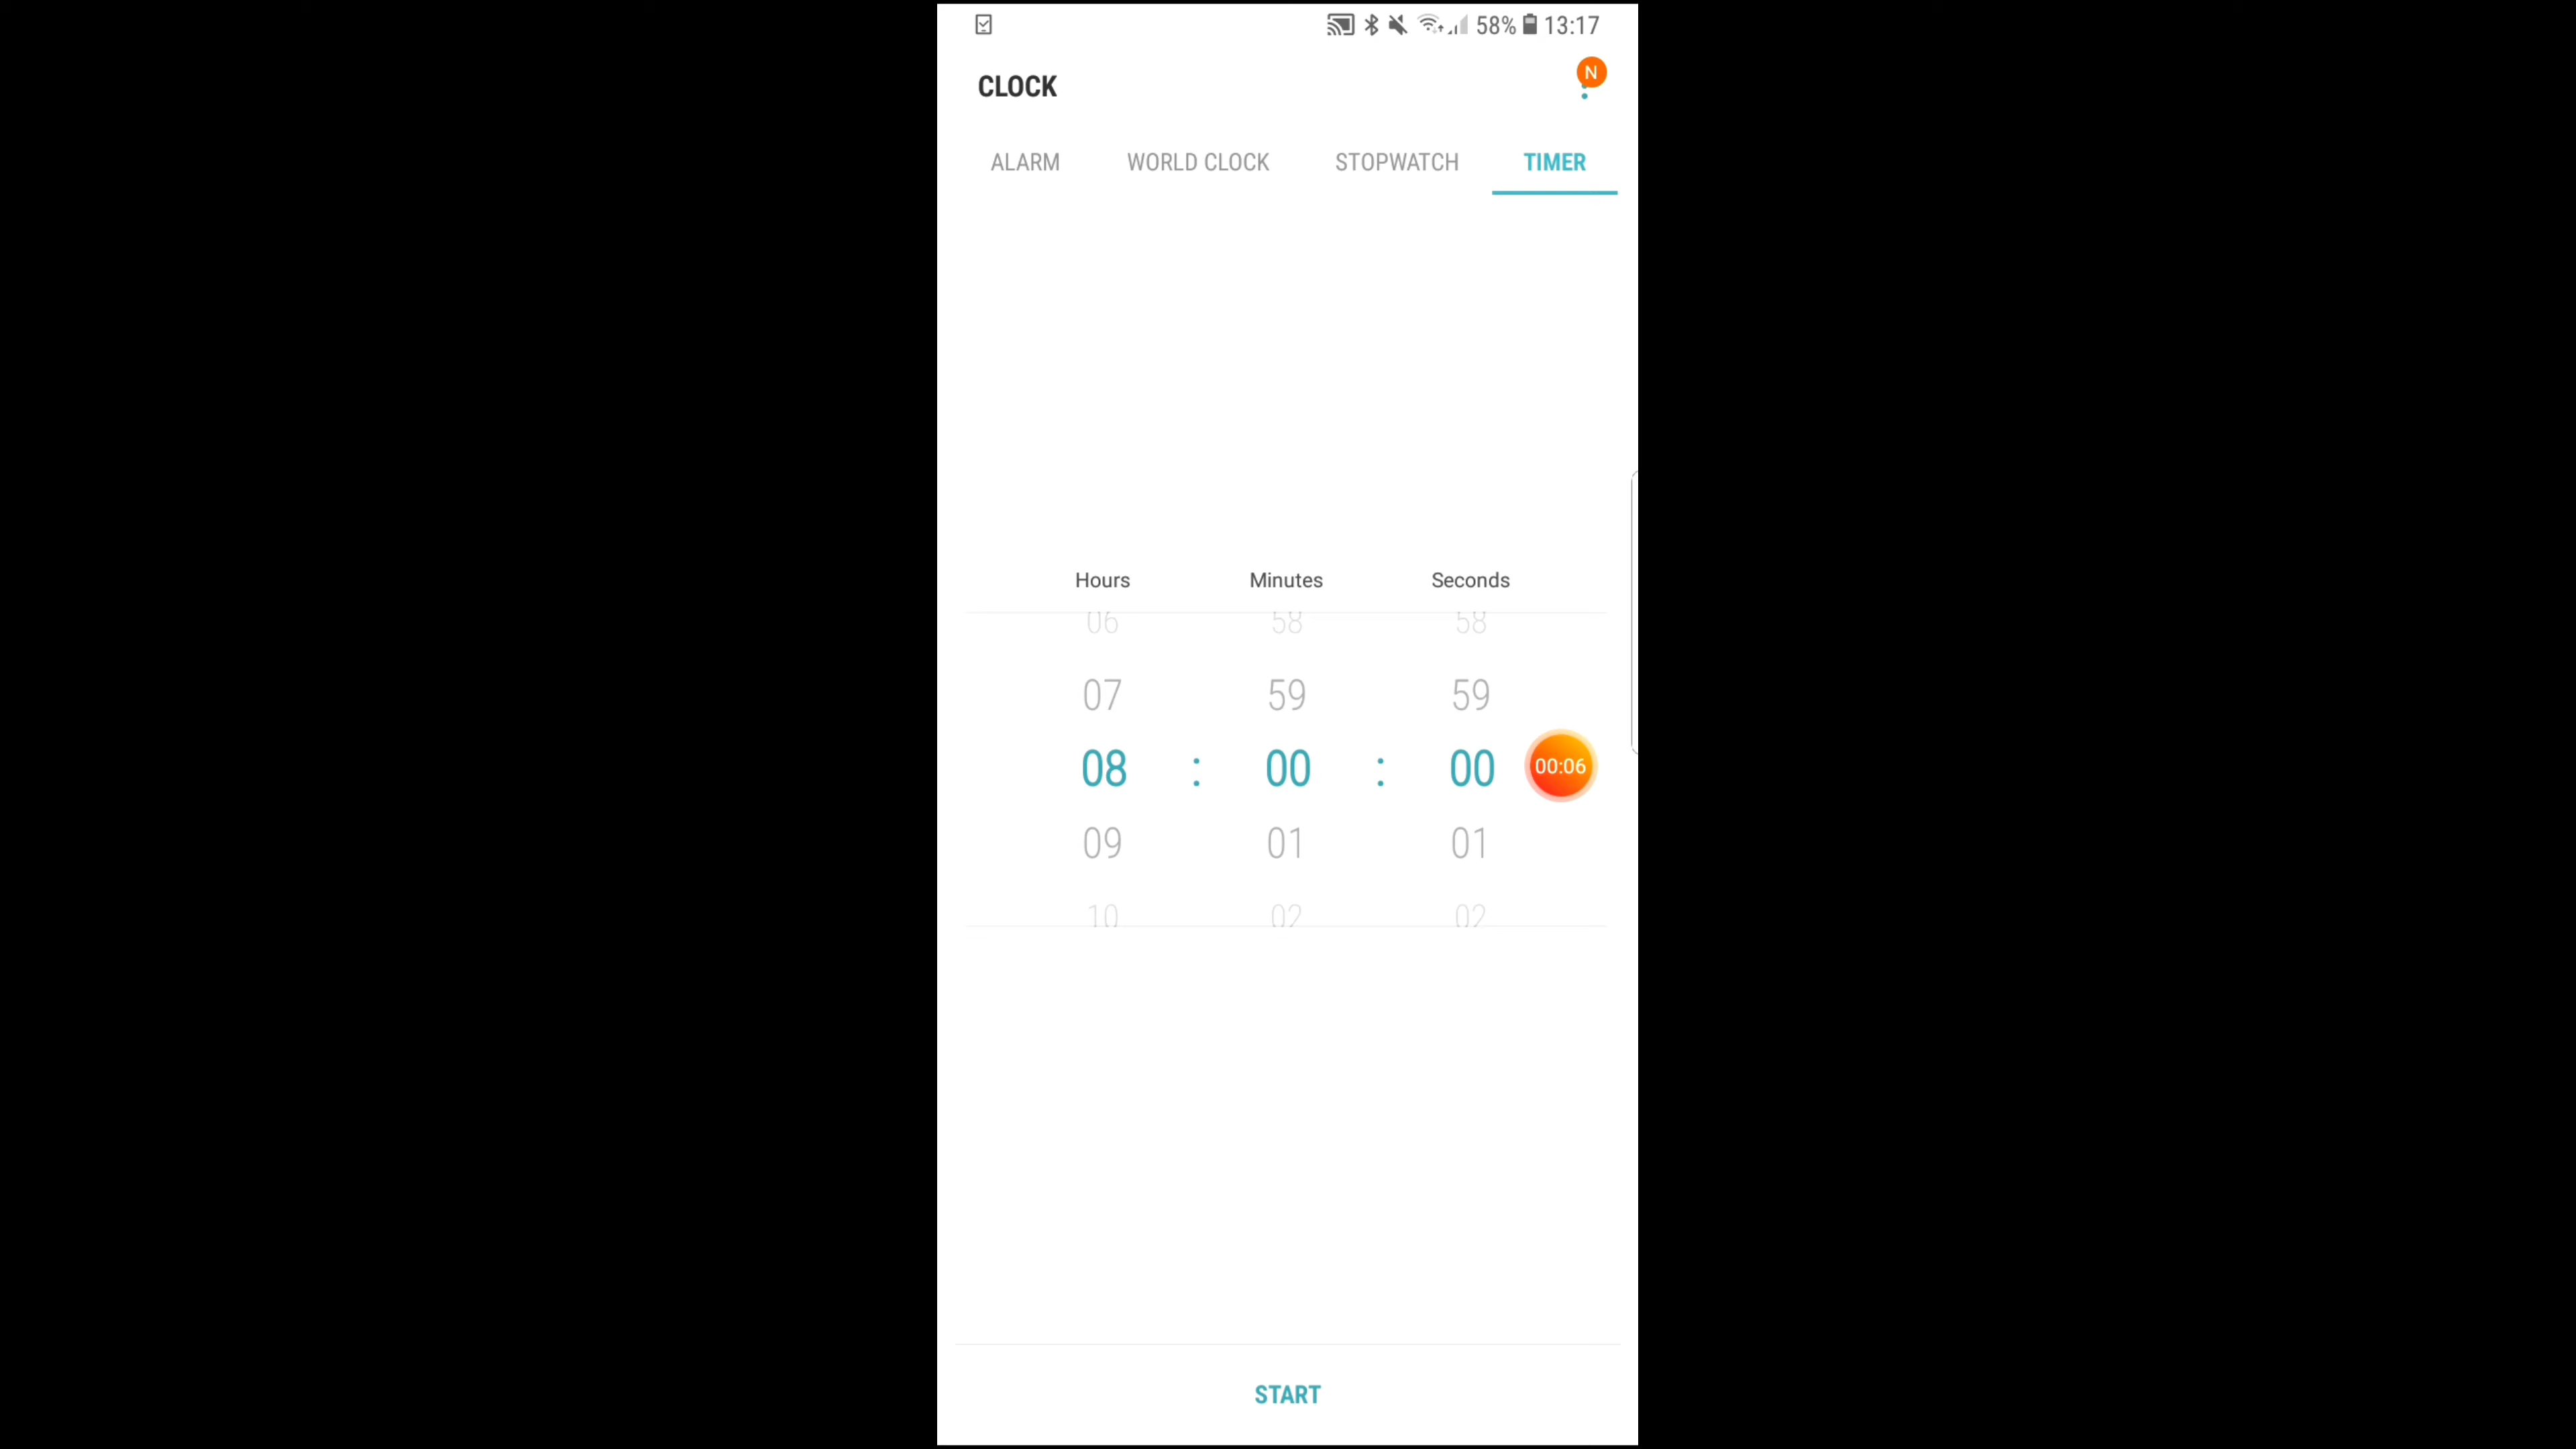 58% 13:17
CLOCK N
ALARM WORLD CLOCK STOPWATCH TIMER
Hours Minutes Seconds
06 58 58
07 59 59
08 : 00 : 00 00:06
09 01 01
10 02 02
START